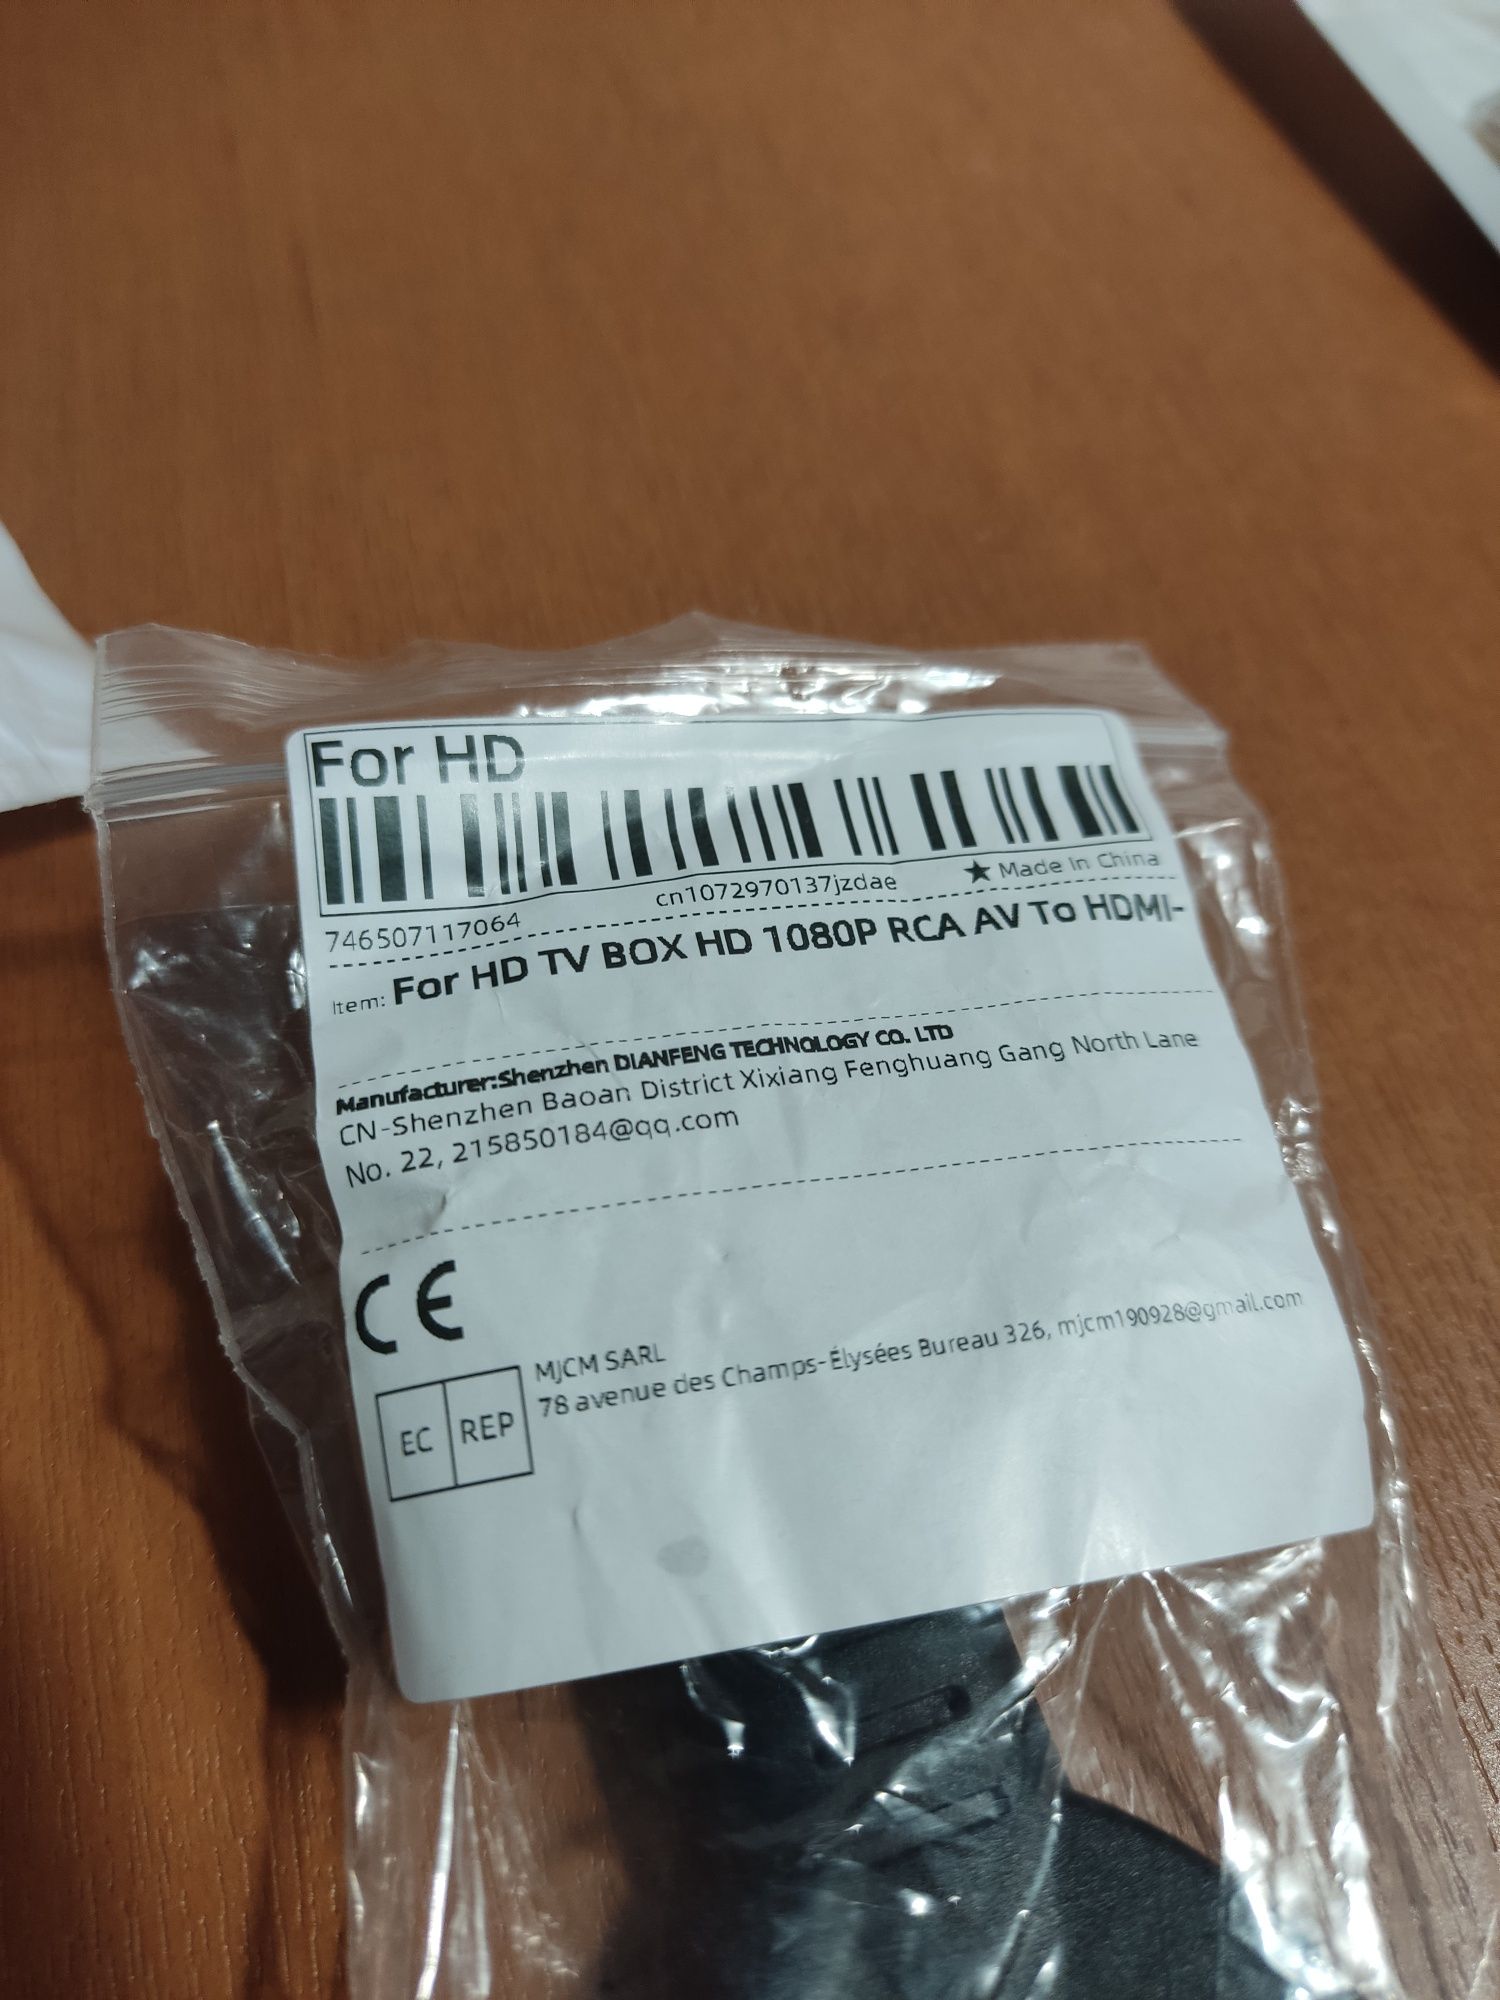 For HD
746507117064
cn1072970137jzdae
★ Made In China
Item: For HD TV BOX HD 1080P RCA AV To HDMI-
Manufacturer:Shenzhen DIANFENG TECHNOLOGY CO. LTD
CN-Shenzhen Baoan District Xixiang Fenghuang Gang North Lane
No. 22, 215850184@qq.com
CE
EC REP
MJCM SARL
78 avenue des Champs-Élysées Bureau 326, mjcm190928@gmail.com